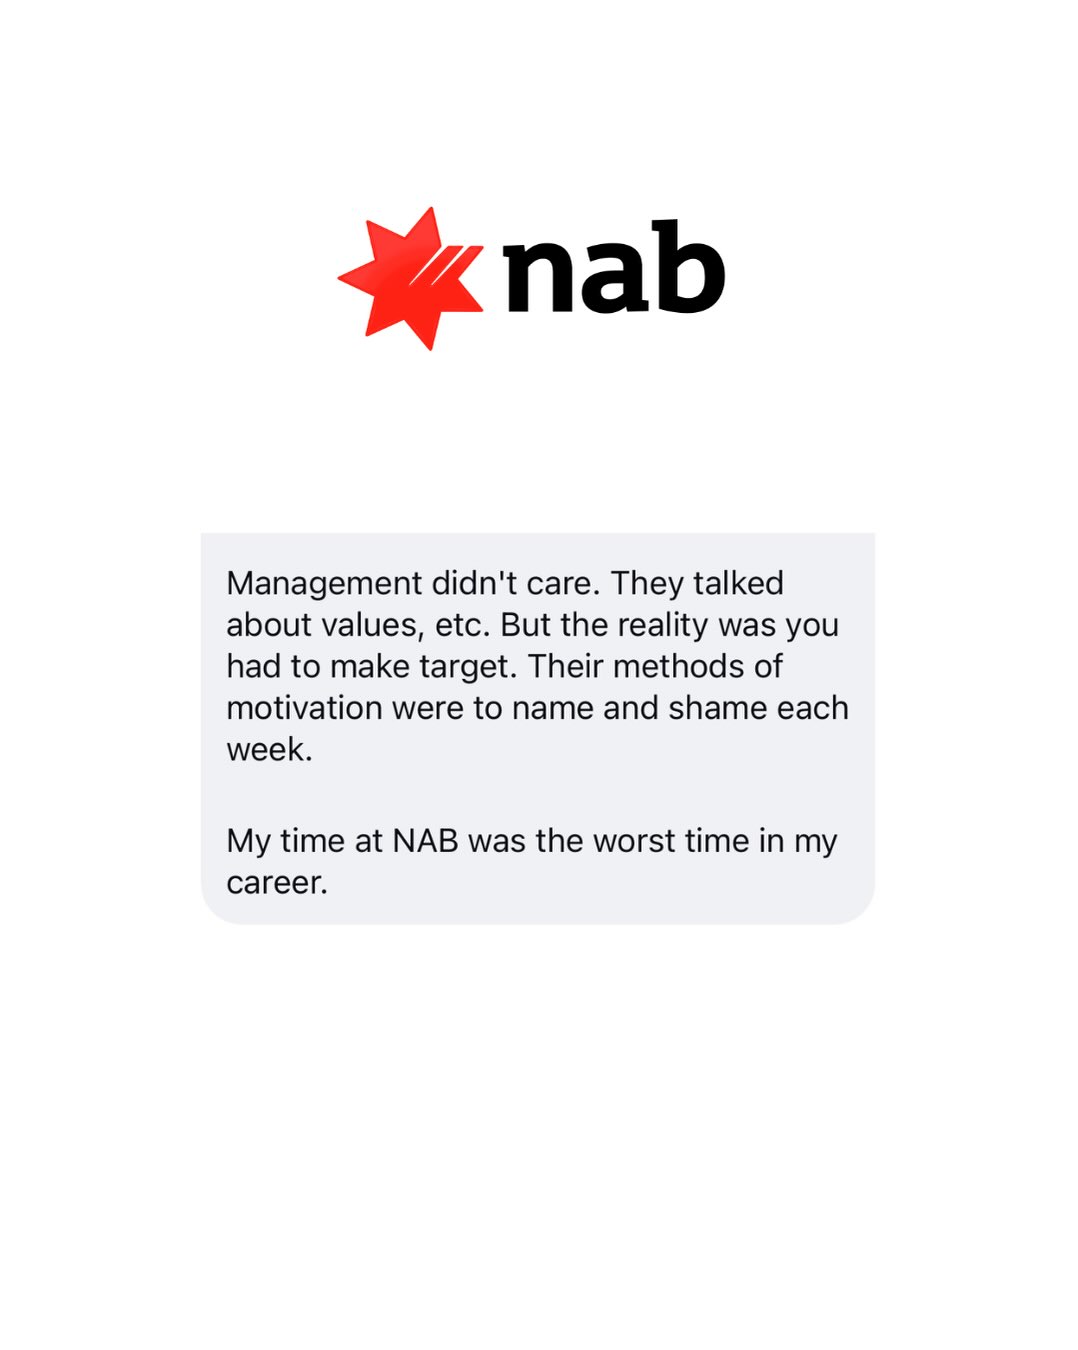 nab
Management didn't care. They talked
about values, etc. But the reality was you
had to make target. Their methods of
motivation were to name and shame each
week.
My time at NAB was the worst time in my
career.